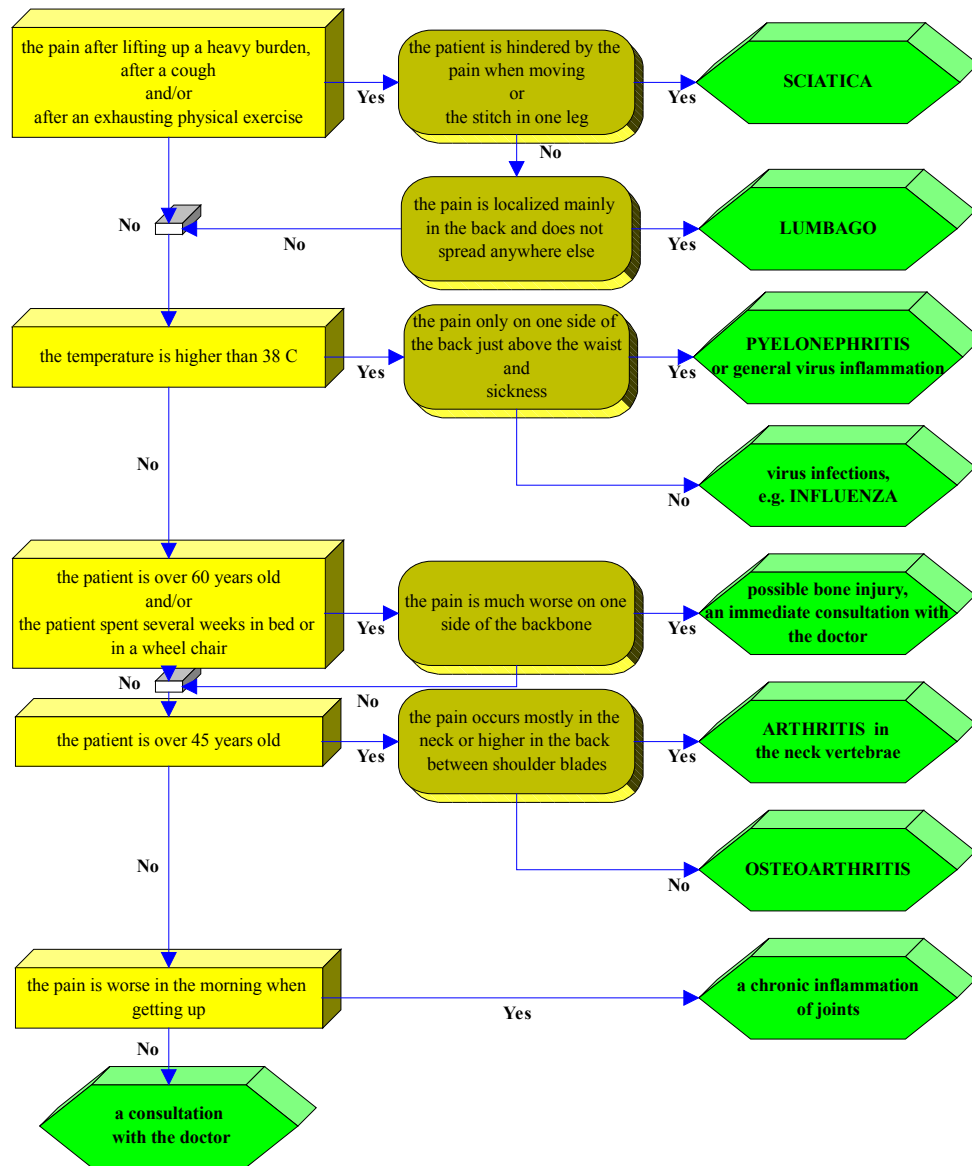 the pain after lifting up a heavy burden,
after a cough
and/or
after an exhausting physical exercise
Yes
the patient is hindered by the
pain when moving
or
the stitch in one leg
Yes
SCIATICA
No
No
the pain is localized mainly
in the back and does not
spread anywhere else
No
Yes
LUMBAGO
the temperature is higher than 38 C
Yes
the pain only on one side of
the back just above the waist
and
sickness
Yes
PYELONEPHRITIS
or general virus inflammation
No
No
virus infections,
e.g. INFLUENZA
the patient is over 60 years old
and/or
the patient spent several weeks in bed or
in a wheel chair
Yes
the pain is much worse on one
side of the backbone
Yes
possible bone injury,
an immediate consultation with
the doctor
No
No
the patient is over 45 years old
Yes
the pain occurs mostly in the
neck or higher in the back
between shoulder blades
Yes
ARTHRITIS in
the neck vertebrae
No
No
OSTEOARTHRITIS
the pain is worse in the morning when
getting up
Yes
a chronic inflammation
of joints
No
a consultation
with the doctor